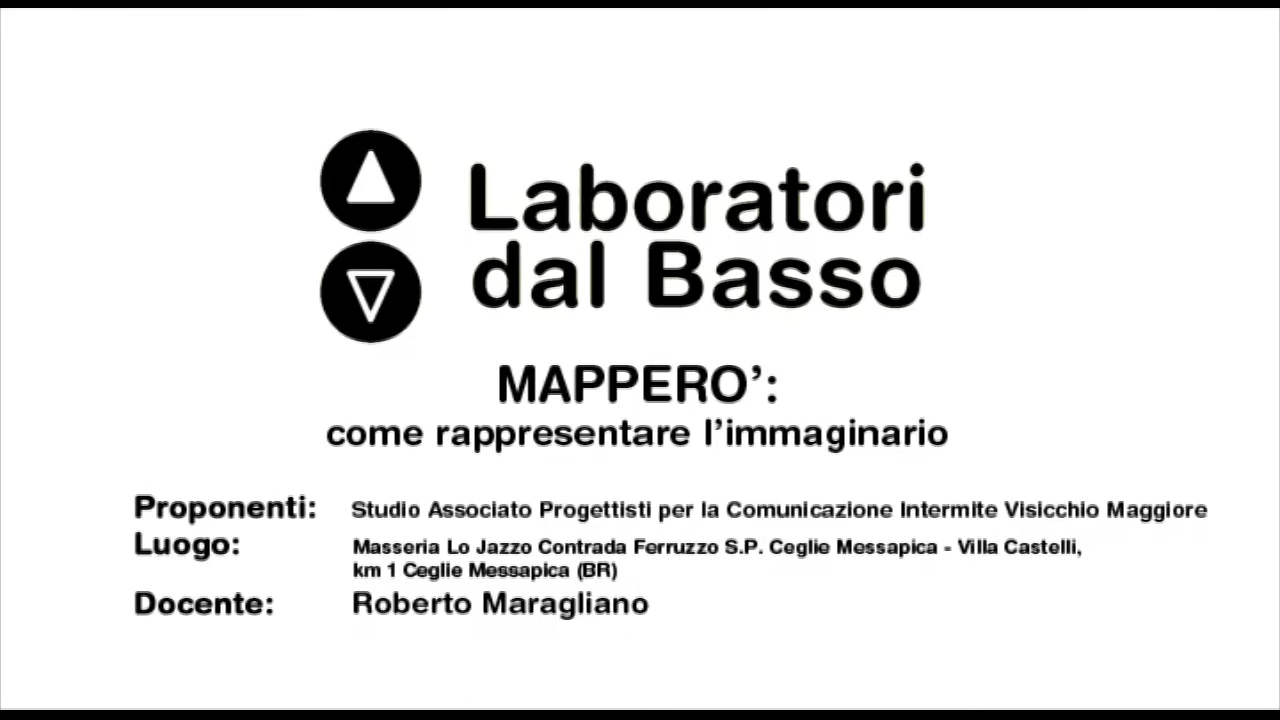 Laboratori
dal Basso
MAPPERO’:
come rappresentare l’immaginario
Proponenti: Studio Associato Progettisti per la Comunicazione Intermite Visicchio Maggiore
Luogo: Masseria Lo Jazzo Contrada Ferruzzo S.P. Ceglie Messapica - Villa Castelli,
km 1 Ceglie Messapica (BR)
Docente: Roberto Maragliano